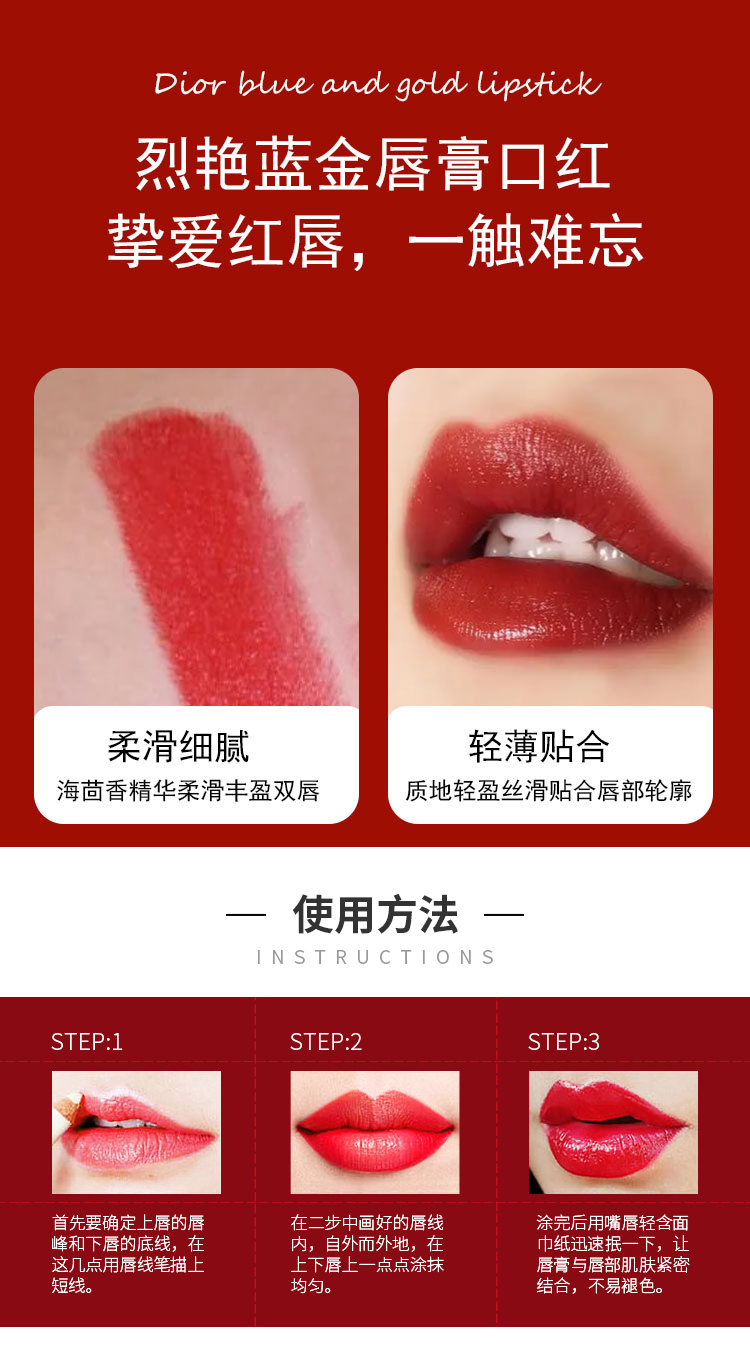 Dior blue and gold lipstick
烈艳蓝金唇膏口红
挚爱红唇，一触难忘
柔滑细腻
海茴香精华柔滑丰盈双唇
轻薄贴合
质地轻盈丝滑贴合唇部轮廓
使用方法
INSTRUCTIONS
STEP:1
STEP:2
STEP:3
首先要确定上唇的唇
峰和下唇的底线，在
这几点用唇线笔描上
短线。
在二步中画好的唇线
内，自外而外地，在
上下唇上一点点涂抹
均匀。
涂完后用嘴唇轻含面
巾纸迅速抿一下，让
唇膏与唇部肌肤紧密
结合，不易褪色。